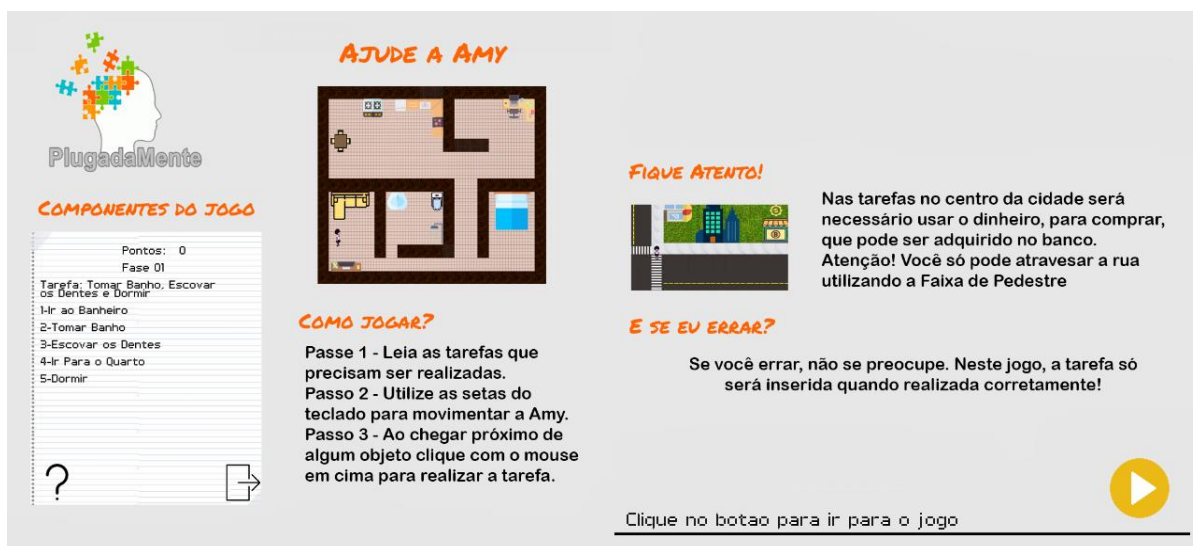 PlugadaMente
COMPONENTES DO JOGO
Pontos: 0
Fase 01
Tarefa: Tomar Banho, Escovar
os Dentes e Dormir
1-Ir ao Banheiro
2-Tomar Banho
3-Escovar os Dentes
4-Ir Para o Quarto
5-Dormir
?
AJUDE A AMY
COMO JOGAR?
Passe 1 - Leia as tarefas que
precisam ser realizadas.
Passo 2 - Utilize as setas do
teclado para movimentar a Amy.
Passo 3 - Ao chegar próximo de
algum objeto clique com o mouse
em cima para realizar a tarefa.
FIQUE ATENTO!
Nas tarefas no centro da cidade será
necessário usar o dinheiro, para comprar,
que pode ser adquirido no banco.
Atenção! Você só pode atravesar a rua
utilizando a Faixa de Pedestre
E SE EU ERRAR?
Se você errar, não se preocupe. Neste jogo, a tarefa só
será inserida quando realizada corretamente!
Clique no botao para ir para o jogo